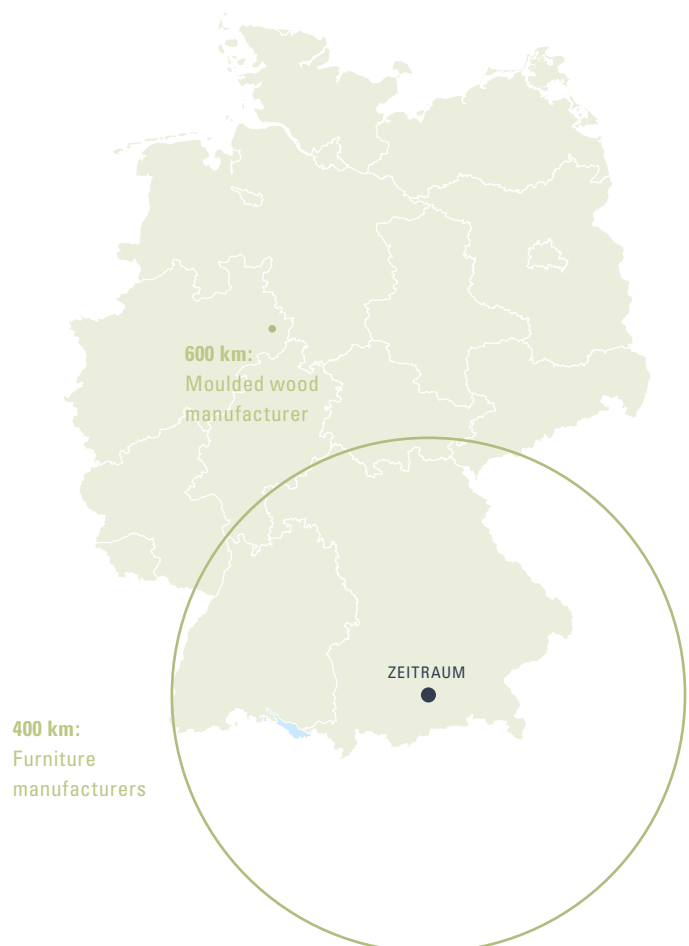 600 km:
Moulded wood
manufacturer
ZEITRAUM
400 km:
Furniture
manufacturers